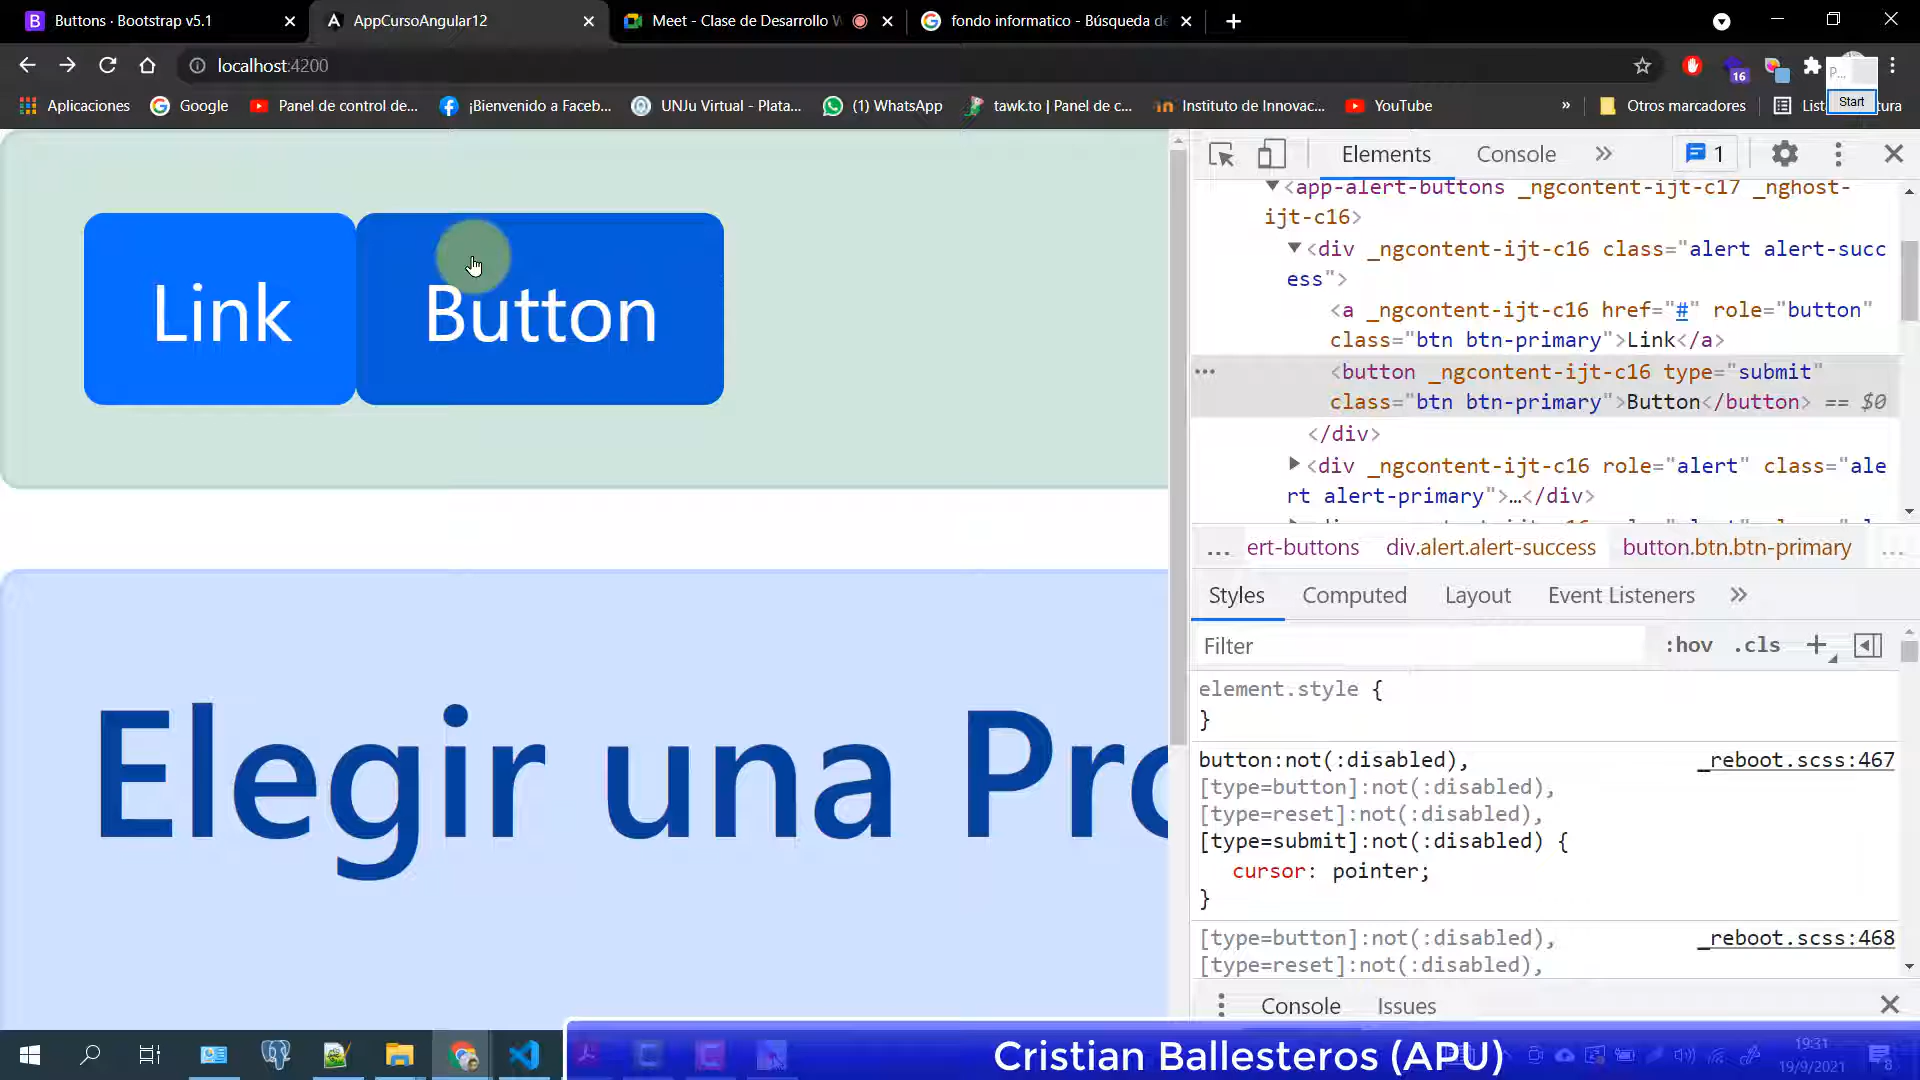 Buttons · Bootstrap v5.1
AppCursoAngular12
Meet - Clase de Desarrollo W
fondo informatico - Búsqueda de
localhost:4200
16
P...
Start
Aplicaciones
Google
Panel de control de...
¡Bienvenido a Faceb...
UNJu Virtual - Plata...
(1) WhatsApp
tawk.to | Panel de c...
Instituto de Innovac...
YouTube
»
Otros marcadores
Link
Button
Elegir una Pro
Elements
Console
»
1
<app-alert-buttons _ngcontent-ijt-c17 _nghost-
ijt-c16>
<div _ngcontent-ijt-c16 class="alert alert-succ
ess">
<a _ngcontent-ijt-c16 href="#" role="button"
class="btn btn-primary">Link</a>
<button _ngcontent-ijt-c16 type="submit"
class="btn btn-primary">Button</button> == $0
</div>
<div _ngcontent-ijt-c16 role="alert" class="ale
rt alert-primary">…</div>
... ert-buttons div.alert.alert-success button.btn.btn-primary ...
Styles
Computed
Layout
Event Listeners
»
Filter
:hov .cls +
element.style {
}
button:not(:disabled), _reboot.scss:467
[type=button]:not(:disabled),
[type=reset]:not(:disabled),
[type=submit]:not(:disabled) {
cursor: pointer;
}
[type=button]:not(:disabled), _reboot.scss:468
[type=reset]:not(:disabled),
Console
Issues
Cristian Ballesteros (APU)
19:31
19/9/2021
8